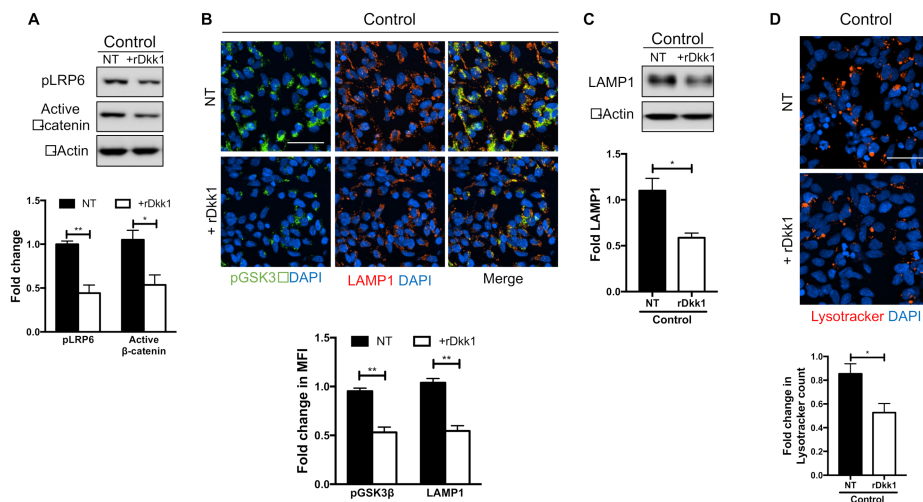 A
Control
NT +rDkk1
pLRP6
Active
□-catenin
□Actin
NT +rDkk1
Fold change
1.5
1.0
0.5
0.0
** *
pLRP6 Active
β-catenin
B
Control
NT
+ rDkk1
pGSK3□DAPI LAMP1 DAPI Merge
NT +rDkk1
Fold change in MFI
1.5
1.0
0.5
0.0
** **
pGSK3β LAMP1
C
Control
NT +rDkk1
LAMP1
□Actin
Fold LAMP1
1.5
1.0
0.5
0.0
*
NT rDkk1
Control
D
Control
NT
+ rDkk1
Lysotracker DAPI
Fold change in
Lysotracker count
1.0
0.8
0.6
0.4
0.2
0.0
*
NT rDkk1
Control